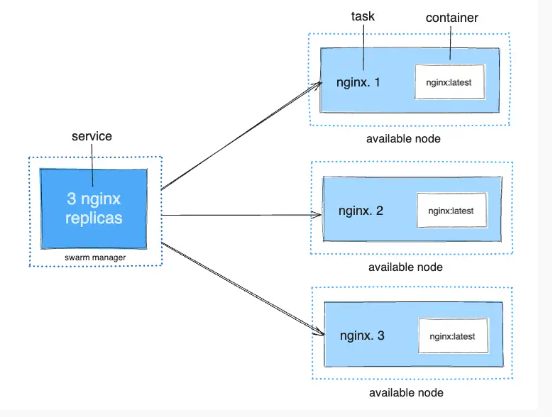 task
container
nginx. 1
nginx:latest
available node
service
3 nginx
replicas
swarm manager
nginx. 2
nginx:latest
available node
nginx. 3
nginx:latest
available node